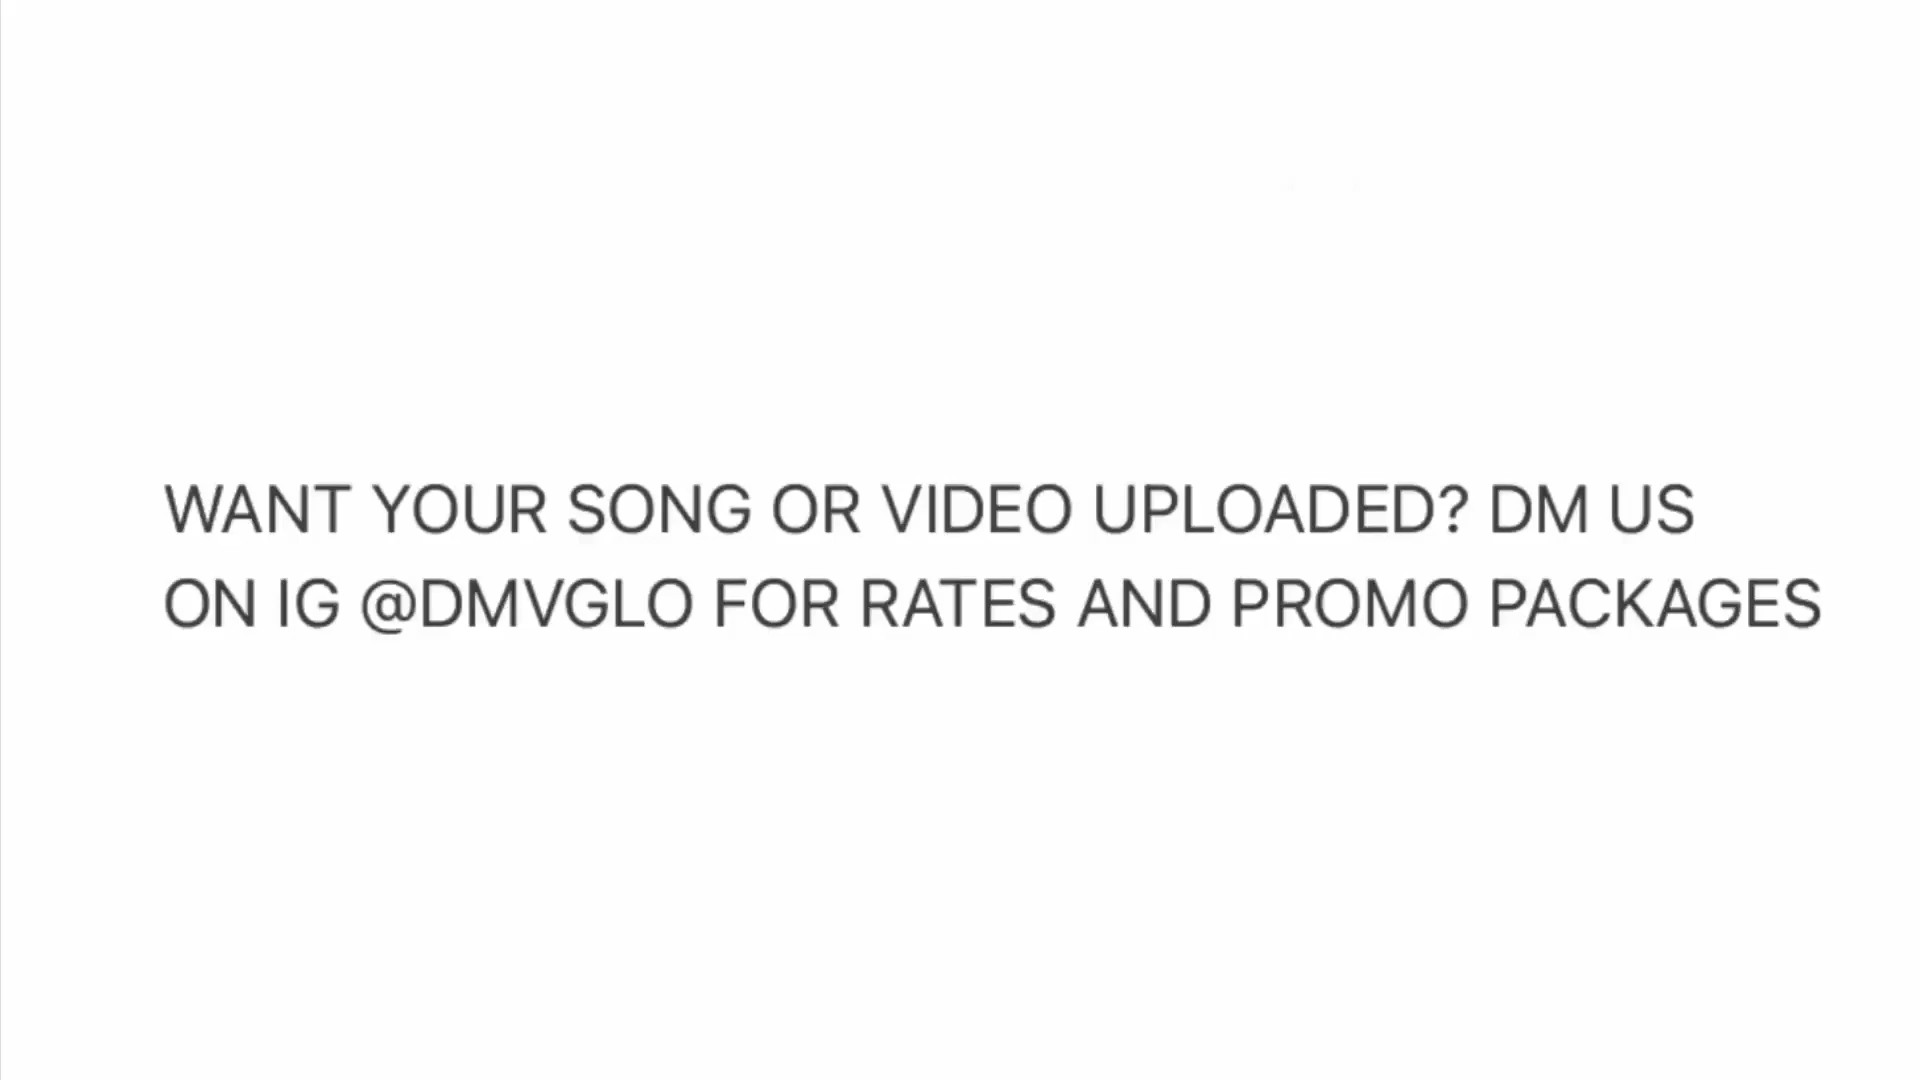 WANT YOUR SONG OR VIDEO UPLOADED? DM US
ON IG @DMVGLO FOR RATES AND PROMO PACKAGES